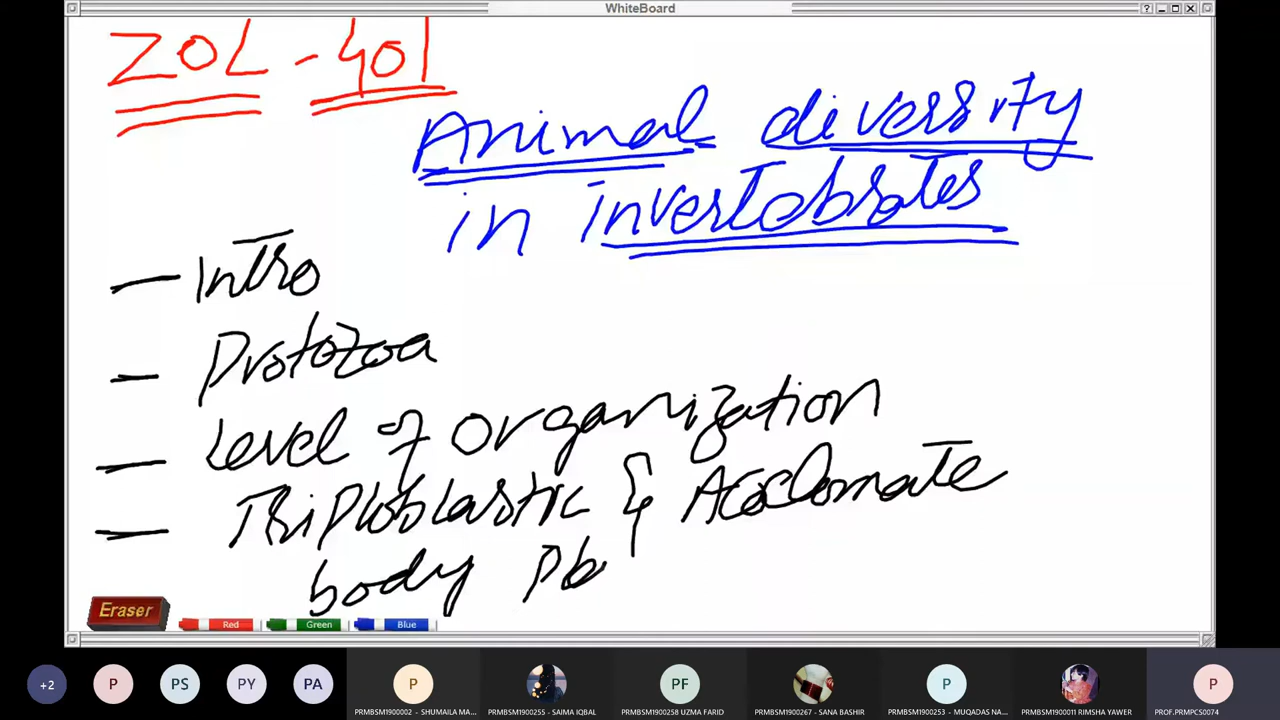 WhiteBoard
ZOL - 401
Animal diversity
in invertebrates
— Intro
— Protozoa
— Level of organization
— Triploblastic & Acoelomate
body
Eraser
Red Green Blue
+2 P PS PY PA P PF P P
PRMBSM1900002 - SHUMAILA MA... PRMBSM1900255 - SAIMA IQBAL PRMBSM1900258 UZMA FARID PRMBSM1900267 - SANA BASHIR PRMBSM1900253 - MUQADAS NA... PRMBSM1900011 RIMSHA YAWER PROF.PRMPCS0074